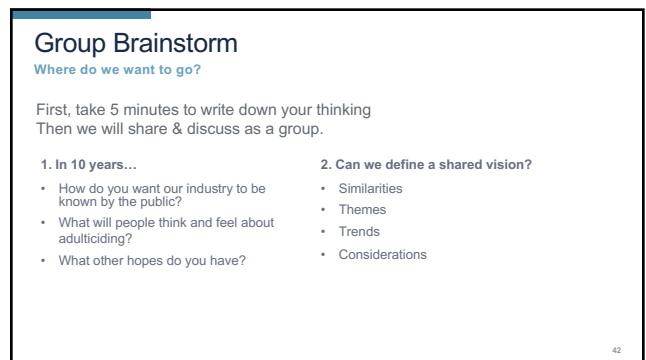 Group Brainstorm
Where do we want to go?
First, take 5 minutes to write down your thinking
Then we will share & discuss as a group.
1. In 10 years…
• How do you want our industry to be
known by the public?
• What will people think and feel about
adulticiding?
• What other hopes do you have?
2. Can we define a shared vision?
• Similarities
• Themes
• Trends
• Considerations
42